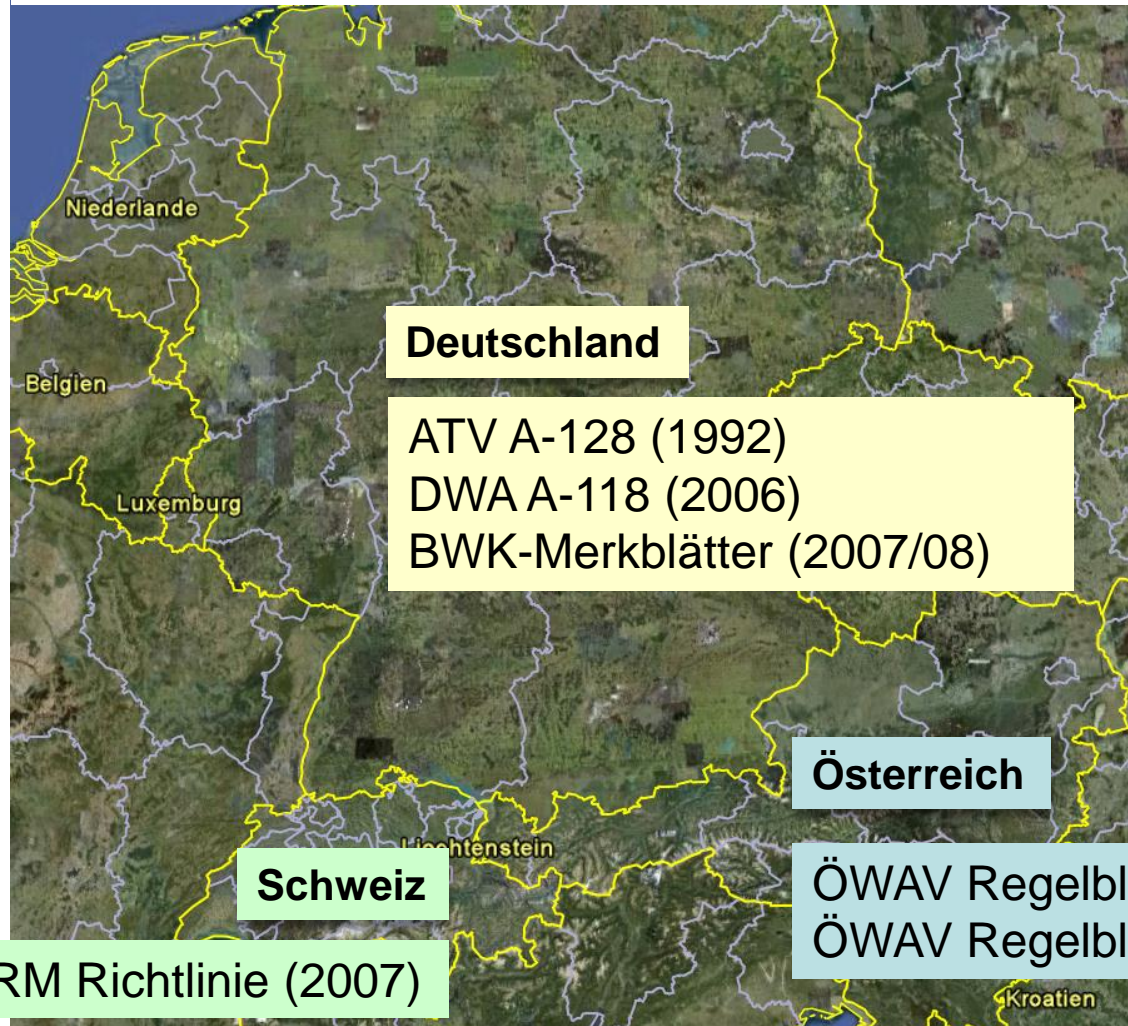 Niederlande
Deutschland
Belgien
ATV A-128 (1992)
DWA A-118 (2006)
BWK-Merkblätter (2007/08)
Luxemburg
Österreich
Liechtenstein
Schweiz
ÖWAV Regelbl
ÖWAV Regelbl
RM Richtlinie (2007)
Kroatien